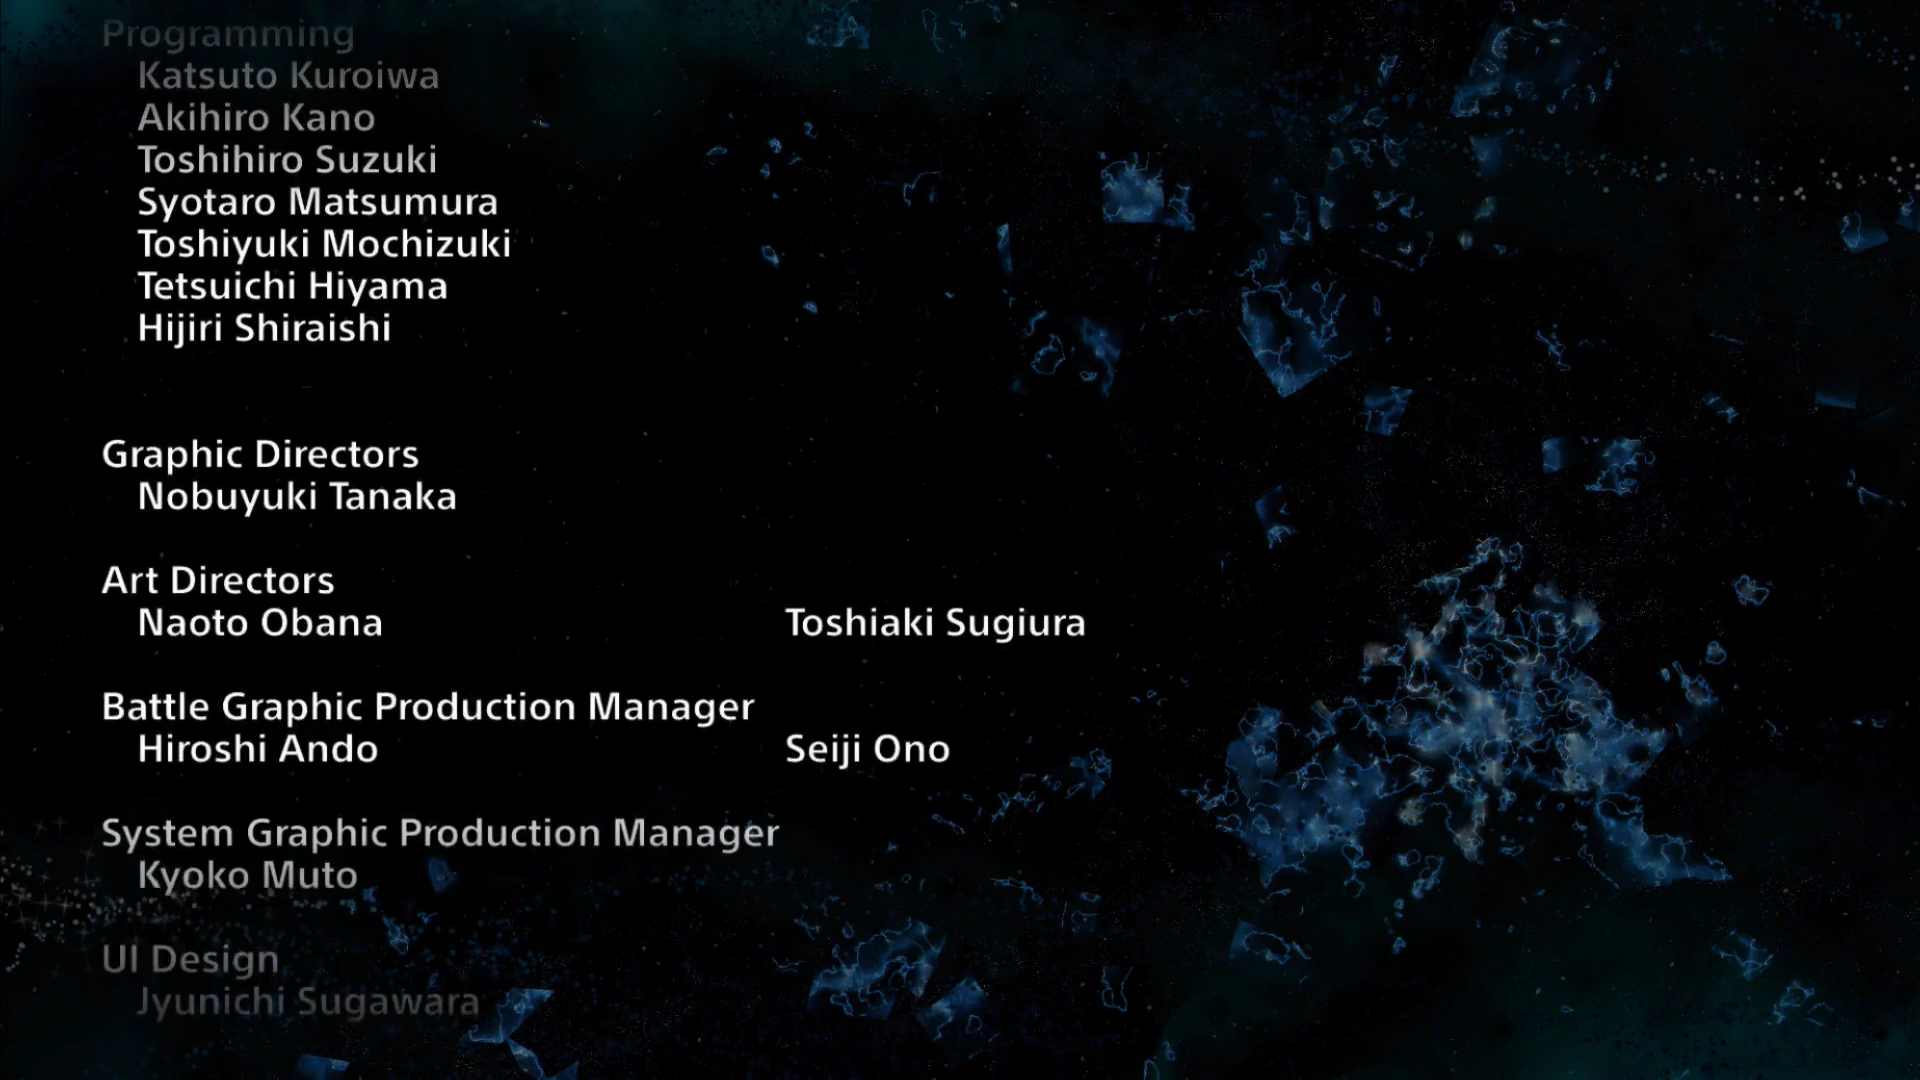 Programming
Katsuto Kuroiwa
Akihiro Kano
Toshihiro Suzuki
Syotaro Matsumura
Toshiyuki Mochizuki
Tetsuichi Hiyama
Hijiri Shiraishi
Graphic Directors
Nobuyuki Tanaka
Art Directors
Naoto Obana Toshiaki Sugiura
Battle Graphic Production Manager
Hiroshi Ando Seiji Ono
System Graphic Production Manager
Kyoko Muto
UI Design
Jyunichi Sugawara